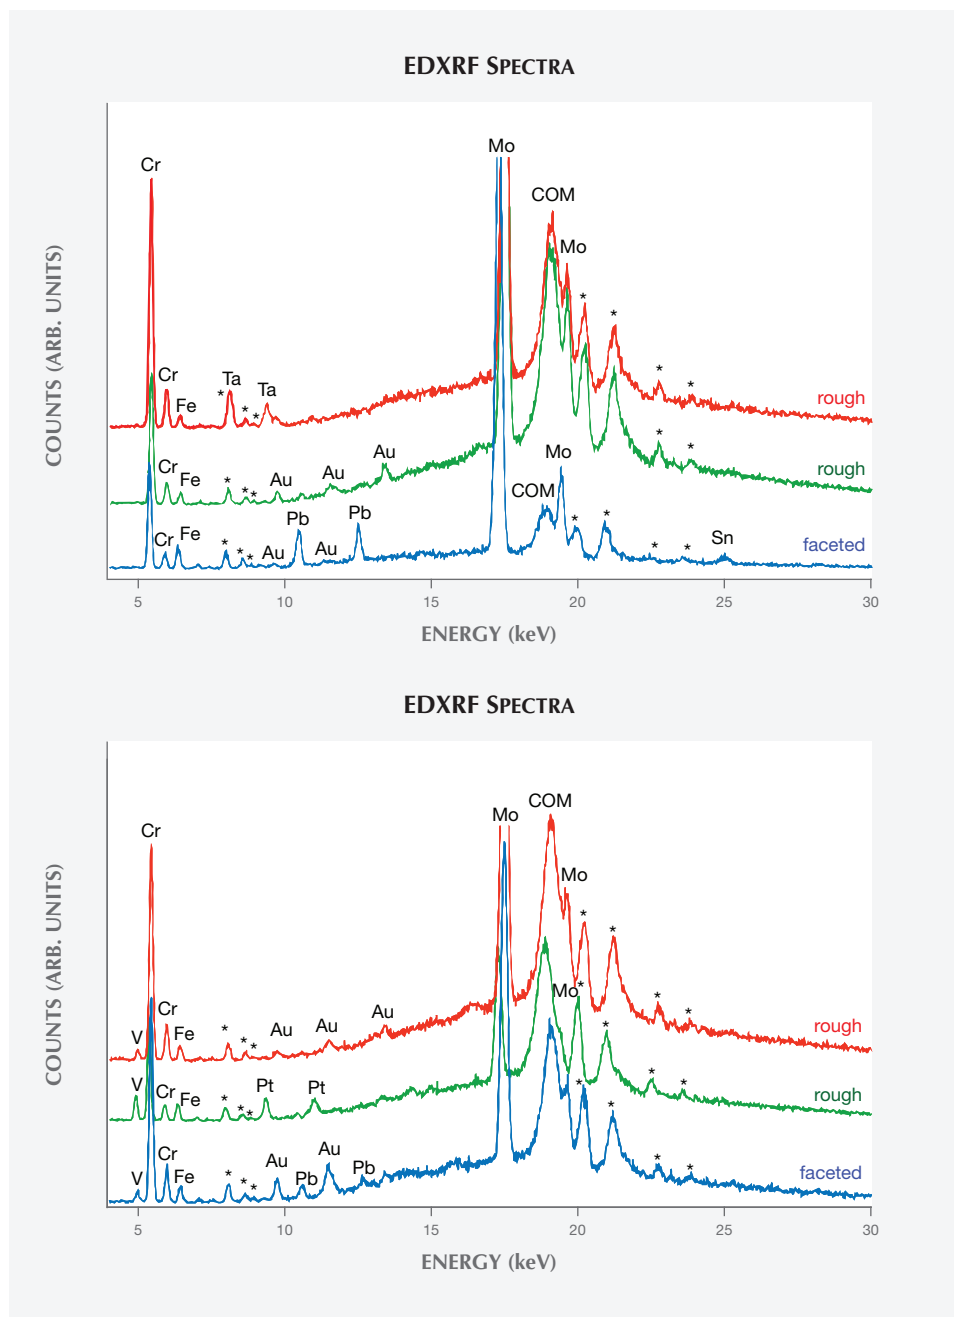 EDXRF SPECTRA
COUNTS (ARB. UNITS)
Cr
Mo
COM
Mo
*
*
Cr
Fe
* Ta
* *
Ta
*
*
rough
Cr
Fe
*
* *
Au
Au
Au
*
*
rough
Cr
Fe
*
* *
Au
Pb
Au
Pb
COM
Mo
*
*
*
*
Sn
faceted
5 10 15 20 25 30
ENERGY (keV)
EDXRF SPECTRA
COUNTS (ARB. UNITS)
Cr
Mo
COM
Mo
*
*
V
Cr
Fe
*
* *
Au
Au
Au
*
*
rough
V
Cr
Fe
*
* *
Pt
Pt
Mo
*
*
*
*
rough
V
Cr
Fe
*
* *
Au
Pb
Au
Pb
*
*
*
*
faceted
5 10 15 20 25 30
ENERGY (keV)